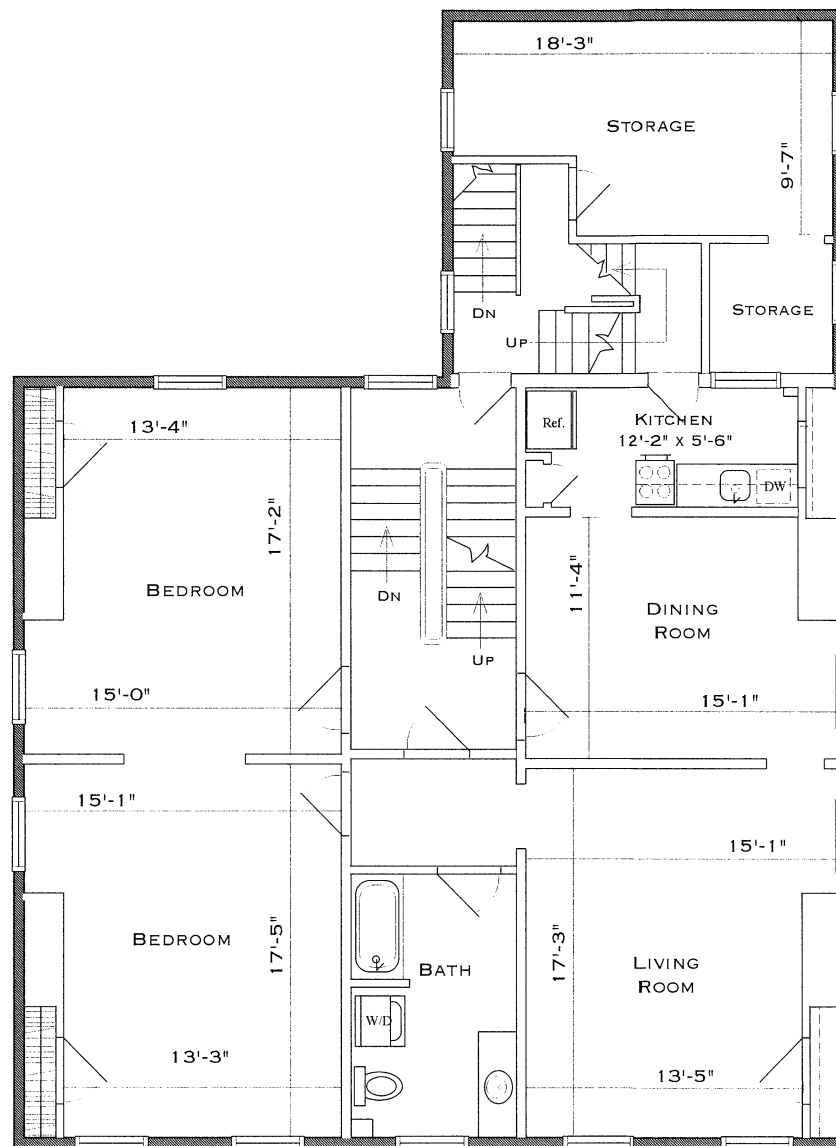 18'-3"
STORAGE
9'-7"
DN
UP
STORAGE
13'-4"
17'-2"
BEDROOM
15'-0"
DN
UP
Ref.
KITCHEN
12'-2" X 5'-6"
DW
11'-4"
DINING
ROOM
15'-1"
15'-1"
17'-5"
BEDROOM
13'-3"
BATH
W/D
15'-1"
17'-3"
LIVING
ROOM
13'-5"